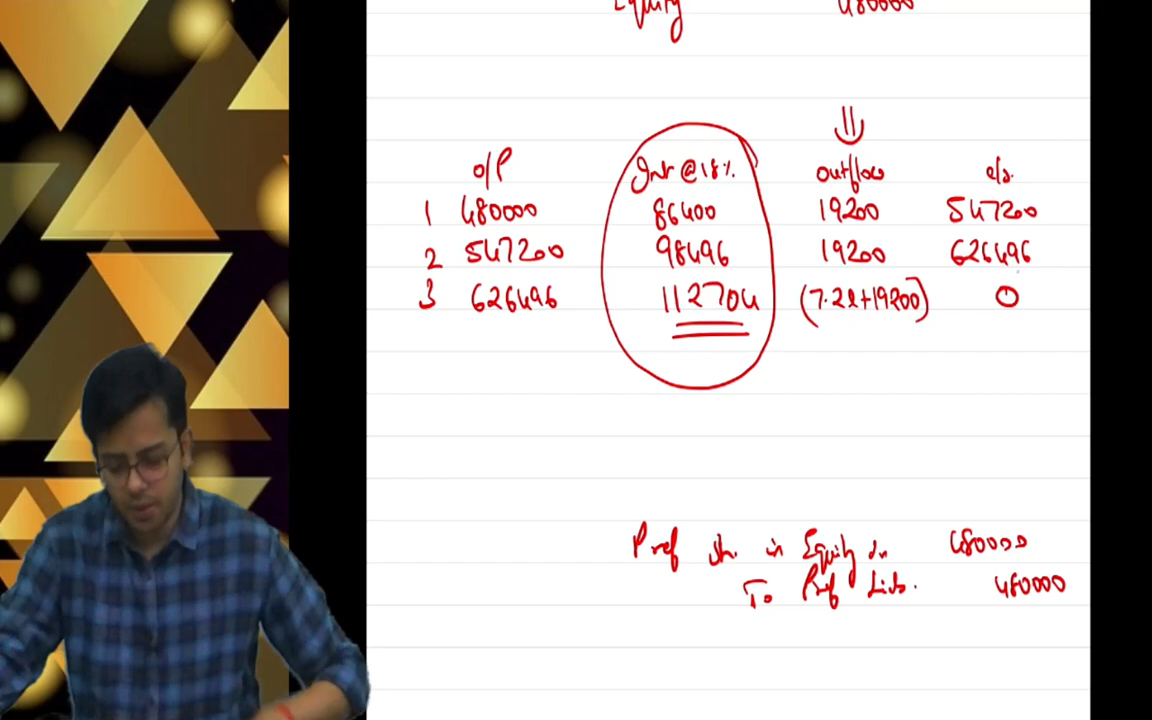 Equity 480000
O/P Int @ 18% outflow c/s.
1 480000 86400 19200 547200
2 547200 98496 19200 626496
3 626496 112704 (7.2l+19200) 0
Pref sh. in Equity Dr 480000
To Pref Liab. 480000